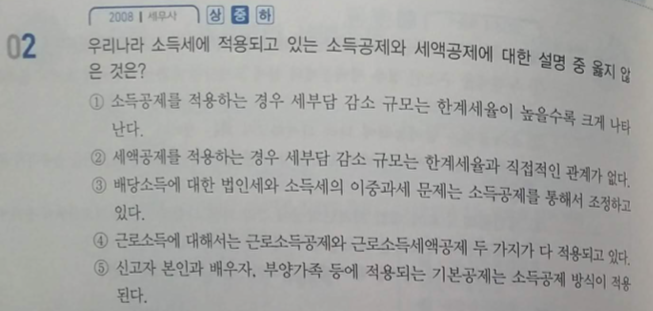 2008 | 세무사 상 중 하
02 우리나라 소득세에 적용되고 있는 소득공제와 세액공제에 대한 설명 중 옳지 않
은 것은?
① 소득공제를 적용하는 경우 세부담 감소 규모는 한계세율이 높을수록 크게 나타
난다.
② 세액공제를 적용하는 경우 세부담 감소 규모는 한계세율과 직접적인 관계가 없다.
③ 배당소득에 대한 법인세와 소득세의 이중과세 문제는 소득공제를 통해서 조정하고
있다.
④ 근로소득에 대해서는 근로소득공제와 근로소득세액공제 두 가지가 다 적용되고 있다.
⑤ 신고자 본인과 배우자, 부양가족 등에 적용되는 기본공제는 소득공제 방식이 적용
된다.